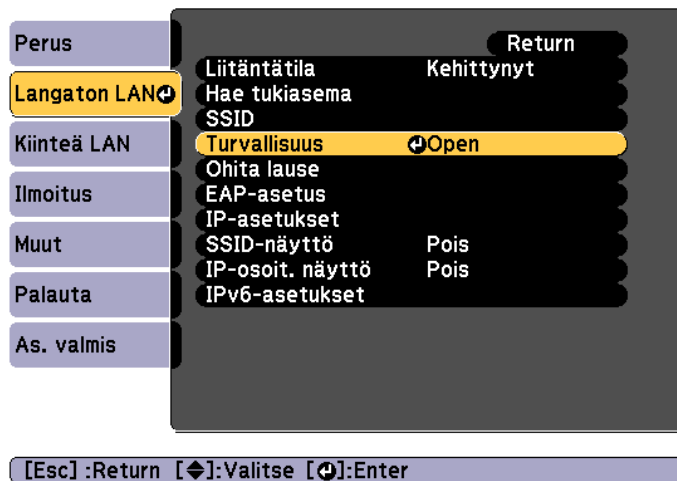 Perus
Langaton LAN
Kiinteä LAN
Ilmoitus
Muut
Palauta
As. valmis
Return
Liitäntätila Kehittynyt
Hae tukiasema
SSID
Turvallisuus Open
Ohita lause
EAP-asetus
IP-asetukset
SSID-näyttö Pois
IP-osoit. näyttö Pois
IPv6-asetukset
[Esc] :Return [◆]:Valitse [⏎]:Enter